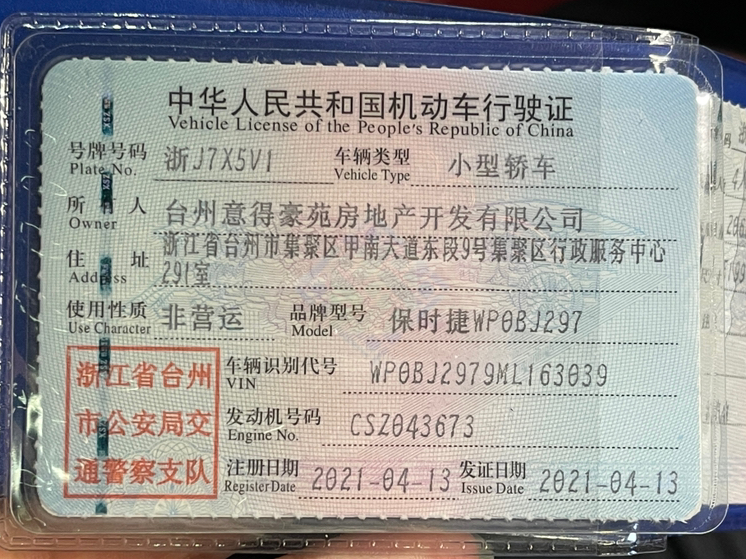 中华人民共和国机动车行驶证
Vehicle License of the People's Republic of China
号牌号码 浙J7X5V1 车辆类型 小型轿车
Plate No. Vehicle Type
所有人 台州意得豪苑房地产开发有限公司
Owner
住址 浙江省台州市集聚区甲南大道东段9号集聚区行政服务中心
Address 291室
使用性质 非营运 品牌型号 保时捷WP0BJ297
Use Character Model
浙江省台州
市公安局交
通警察支队
车辆识别代号 WP0BJ2979ML163039
VIN
发动机号码 CSZ043673
Engine No.
注册日期 2021-04-13 发证日期 2021-04-13
Register Date Issue Date